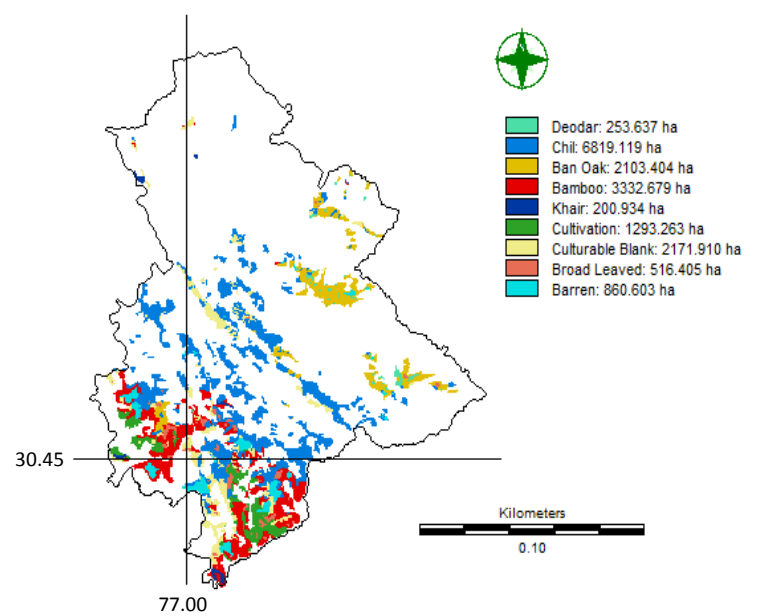 Deodar: 253.637 ha
Chil: 6819.119 ha
Ban Oak: 2103.404 ha
Bamboo: 3332.679 ha
Khair: 200.934 ha
Cultivation: 1293.263 ha
Culturable Blank: 2171.910 ha
Broad Leaved: 516.405 ha
Barren: 860.603 ha
30.45
Kilometers
0.10
77.00